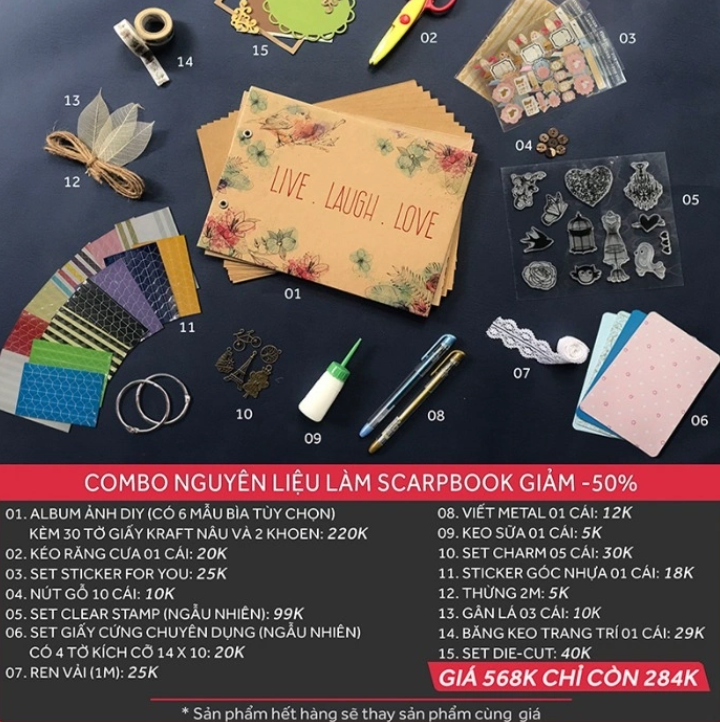 15
02
03
14
13
04
12
05
LIVE . LAUGH . LOVE
01
11
07
10
08
09
06
COMBO NGUYÊN LIỆU LÀM SCARPBOOK GIẢM -50%
01. ALBUM ẢNH DIY (CÓ 6 MẪU BÌA TÙY CHỌN)
KÈM 30 TỜ GIẤY KRAFT NÂU VÀ 2 KHOEN: 220K
02. KÉO RĂNG CƯA 01 CÁI: 20K
03. SET STICKER FOR YOU: 25K
04. NÚT GỖ 10 CÁI: 10K
05. SET CLEAR STAMP (NGẪU NHIÊN): 99K
06. SET GIẤY CỨNG CHUYÊN DỤNG (NGẪU NHIÊN)
CÓ 4 TỜ KÍCH CỠ 14 X 10: 20K
07. REN VẢI (1M): 25K
08. VIẾT METAL 01 CÁI: 12K
09. KEO SỮA 01 CÁI: 5K
10. SET CHARM 05 CÁI: 30K
11. STICKER GÓC NHỰA 01 CÁI: 18K
12. THỪNG 2M: 5K
13. GÂN LÁ 03 CÁI: 10K
14. BĂNG KEO TRANG TRÍ 01 CÁI: 29K
15. SET DIE-CUT: 40K
GIÁ 568K CHỈ CÒN 284K
* Sản phẩm hết hàng sẽ thay sản phẩm cùng giá